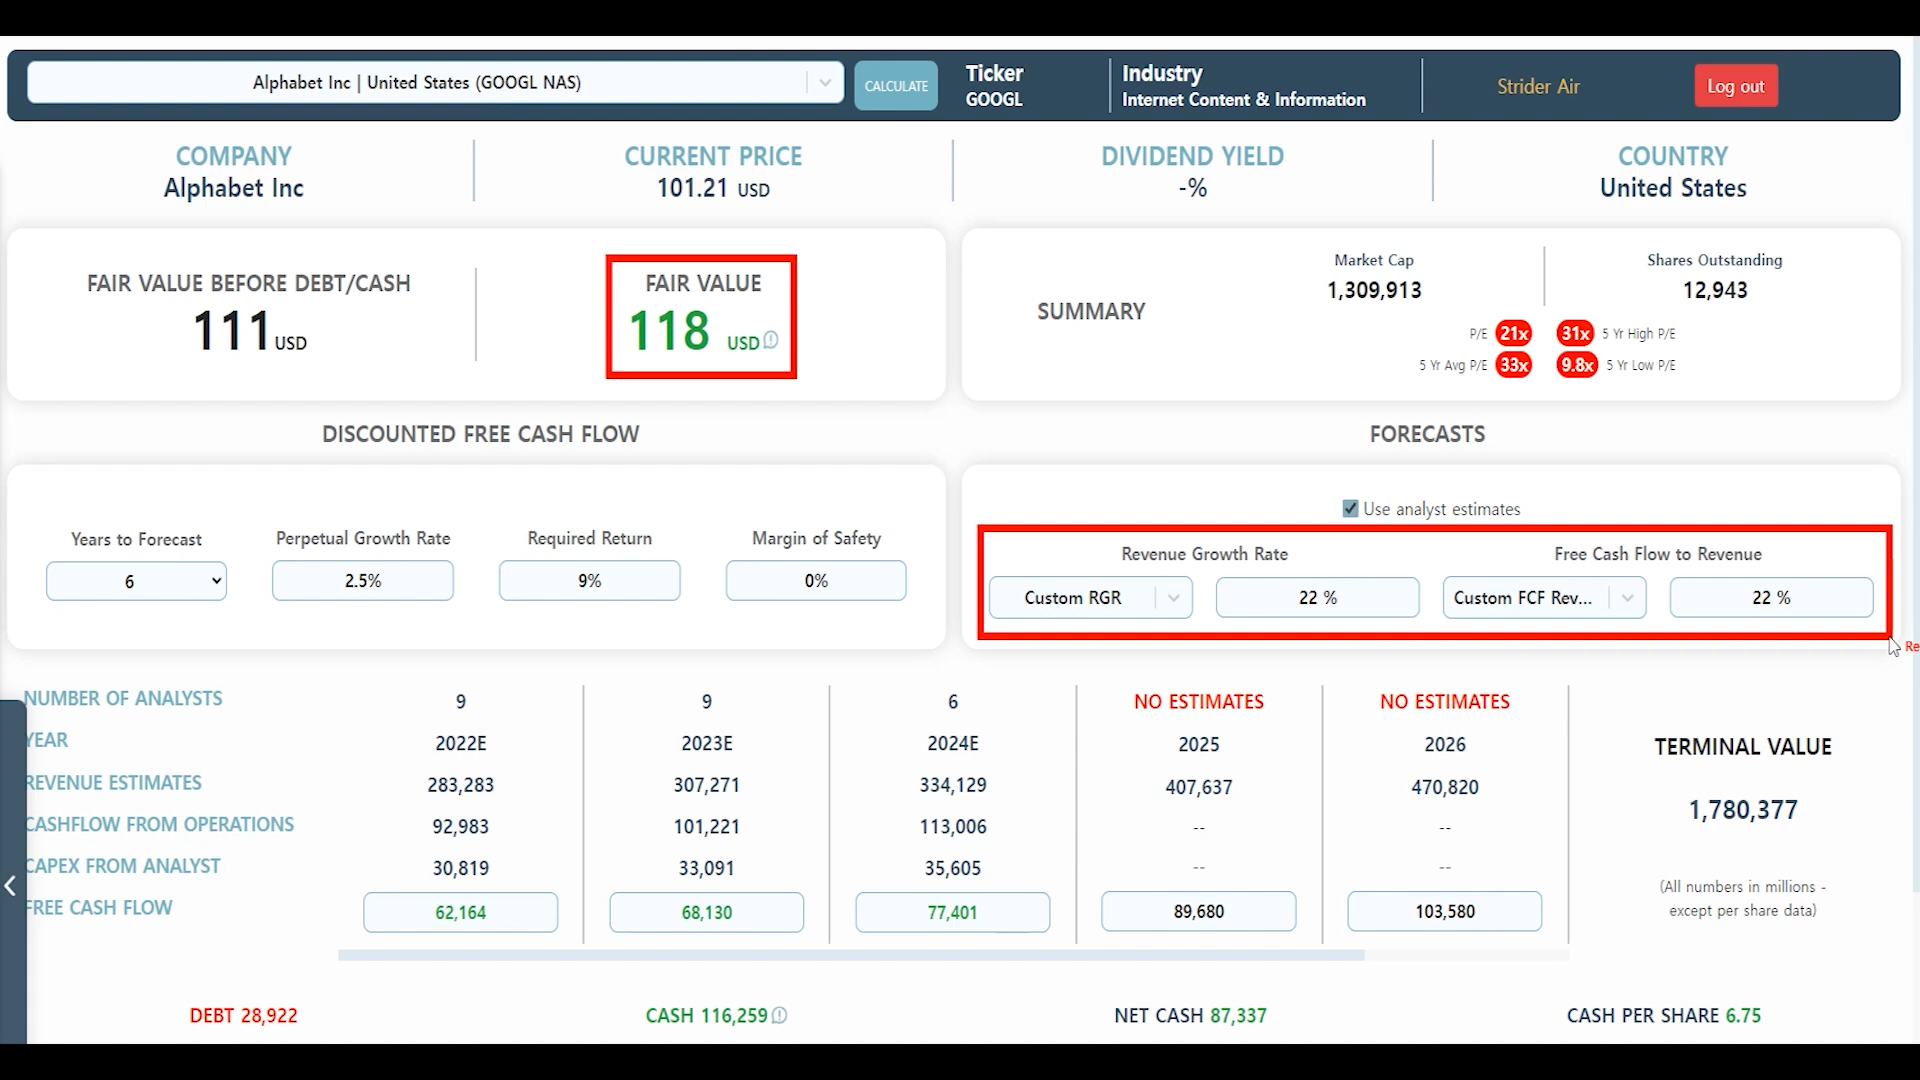 Alphabet Inc | United States (GOOGL NAS)
CALCULATE
Ticker
GOOGL
Industry
Internet Content & Information
Strider Air
Log out
COMPANY
Alphabet Inc
CURRENT PRICE
101.21 USD
DIVIDEND YIELD
-%
COUNTRY
United States
FAIR VALUE BEFORE DEBT/CASH
111 USD
FAIR VALUE
118 USD
SUMMARY
Market Cap
1,309,913
Shares Outstanding
12,943
P/E 21x 31x 5 Yr High P/E
5 Yr Avg P/E 33x 9.8x 5 Yr Low P/E
DISCOUNTED FREE CASH FLOW
Years to Forecast
6
Perpetual Growth Rate
2.5%
Required Return
9%
Margin of Safety
0%
FORECASTS
Use analyst estimates
Revenue Growth Rate
Custom RGR
22 %
Free Cash Flow to Revenue
Custom FCF Rev...
22 %
Re
NUMBER OF ANALYSTS 9 9 6 NO ESTIMATES NO ESTIMATES
YEAR 2022E 2023E 2024E 2025 2026
REVENUE ESTIMATES 283,283 307,271 334,129 407,637 470,820
CASHFLOW FROM OPERATIONS 92,983 101,221 113,006 -- --
CAPEX FROM ANALYST 30,819 33,091 35,605 -- --
FREE CASH FLOW 62,164 68,130 77,401 89,680 103,580
TERMINAL VALUE
1,780,377
(All numbers in millions -
except per share data)
DEBT 28,922
CASH 116,259
NET CASH 87,337
CASH PER SHARE 6.75